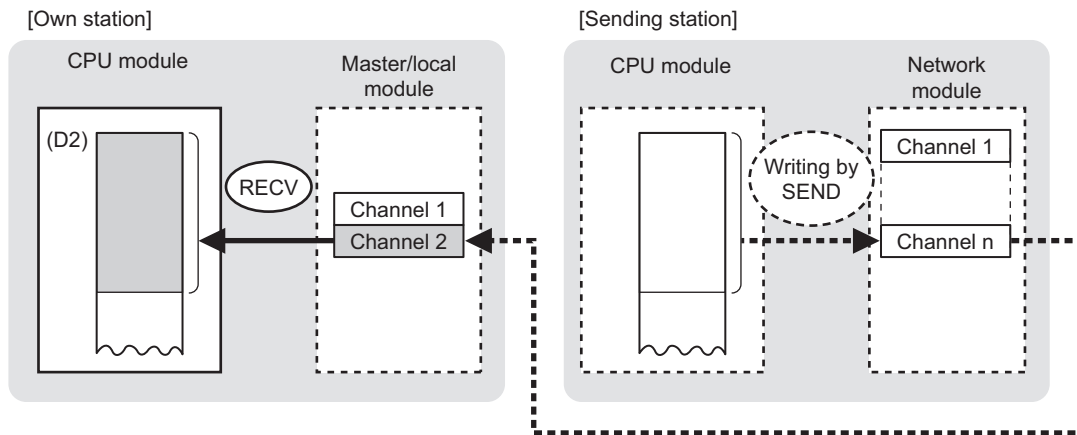 [Own station]
CPU module
Master/local
module
(D2)
RECV
Channel 1
Channel 2
[Sending station]
CPU module
Network
module
Writing by
SEND
Channel 1
Channel n